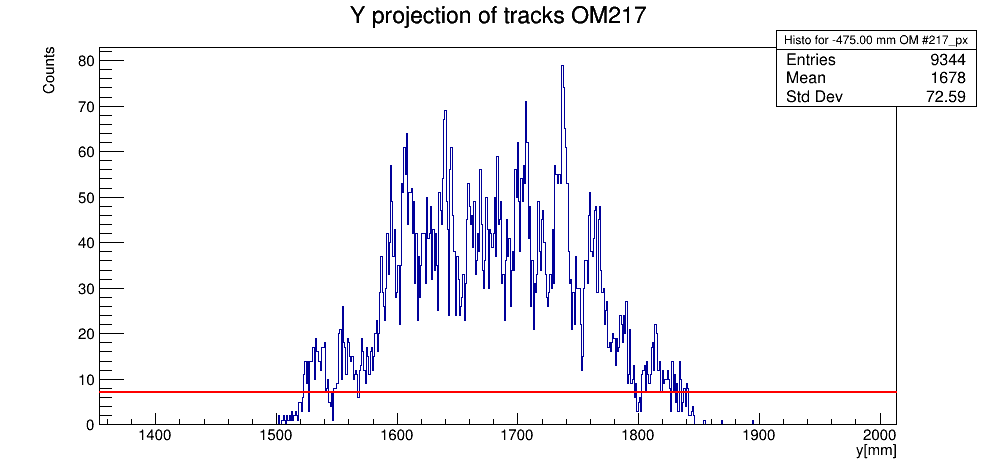 Y projection of tracks OM217
Histo for -475.00 mm OM #217_px
Entries 9344
Mean 1678
Std Dev 72.59
Counts
80
70
60
50
40
30
20
10
0
1400 1500 1600 1700 1800 1900 2000
y[mm]